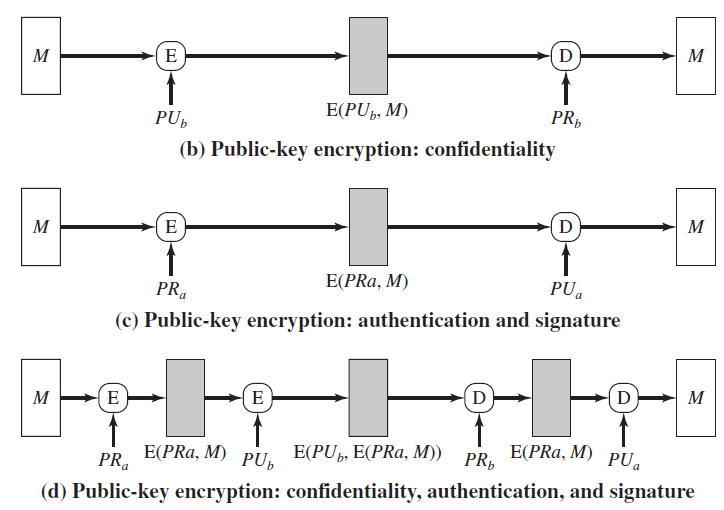 M E D M
PU_b E(PU_b, M) PR_b
(b) Public-key encryption: confidentiality
M E D M
PR_a E(PRa, M) PU_a
(c) Public-key encryption: authentication and signature
M E E D D M
PR_a E(PRa, M) PU_b E(PU_b, E(PRa, M)) PR_b E(PRa, M) PU_a
(d) Public-key encryption: confidentiality, authentication, and signature